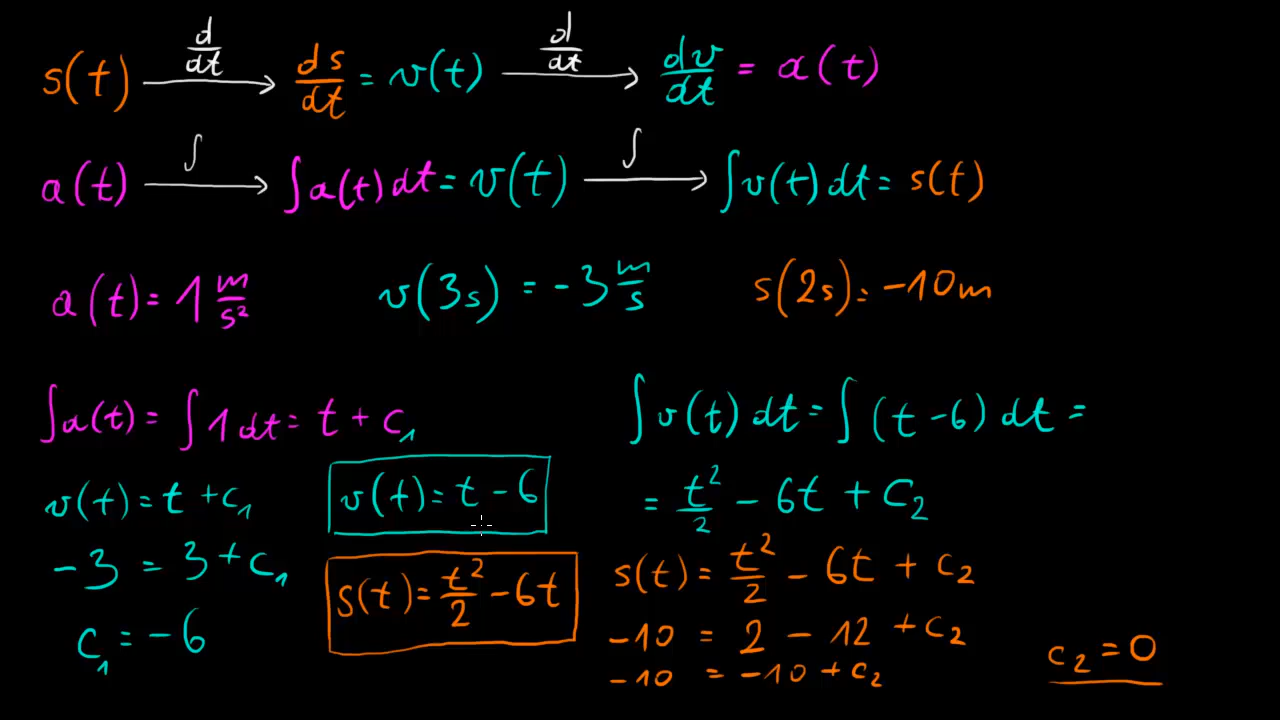 s(t) d/dt → ds/dt = v(t) d/dt → dv/dt = a(t)
a(t) ∫ → ∫a(t)dt = v(t) ∫ → ∫v(t)dt = s(t)
a(t) = 1 m/s² v(3s) = -3 m/s s(2s) = -10m
∫a(t) = ∫1dt = t + c₁
v(t) = t + c₁
-3 = 3 + c₁
c₁ = -6
v(t) = t - 6
s(t) = t²/2 - 6t
∫v(t)dt = ∫(t-6)dt =
= t²/2 - 6t + C₂
s(t) = t²/2 - 6t + c₂
-10 = 2 - 12 + c₂
-10 = -10 + c₂
c₂ = 0